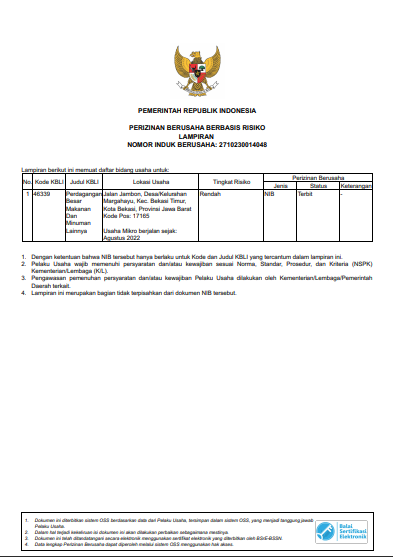 PEMERINTAH REPUBLIK INDONESIA
PERIZINAN BERUSAHA BERBASIS RISIKO
LAMPIRAN
NOMOR INDUK BERUSAHA: 2710230014048
Lampiran berikut ini memuat daftar bidang usaha untuk:
No. Kode KBLI Judul KBLI Lokasi Usaha Tingkat Risiko Perizinan Berusaha
Jenis Status Keterangan
1 46339 Perdagangan Jalan Jambon, Desa/Kelurahan Rendah NIB Terbit -
Besar Margahayu, Kec. Bekasi Timur,
Makanan Kota Bekasi, Provinsi Jawa Barat
Dan Kode Pos: 17165
Minuman
Lainnya Usaha Mikro berjalan sejak:
Agustus 2022
1. Dengan ketentuan bahwa NIB tersebut hanya berlaku untuk Kode dan Judul KBLI yang tercantum dalam lampiran ini.
2. Pelaku Usaha wajib memenuhi persyaratan dan/atau kewajiban sesuai Norma, Standar, Prosedur, dan Kriteria (NSPK)
Kementerian/Lembaga (K/L).
3. Pengawasan pemenuhan persyaratan dan/atau kewajiban Pelaku Usaha dilakukan oleh Kementerian/Lembaga/Pemerintah
Daerah terkait.
4. Lampiran ini merupakan bagian tidak terpisahkan dari dokumen NIB tersebut.
1. Dokumen ini diterbitkan sistem OSS berdasarkan data dari Pelaku Usaha, tersimpan dalam sistem OSS, yang menjadi tanggung jawab
Pelaku Usaha.
2. Dalam hal terjadi kekeliruan isi dokumen ini akan dilakukan perbaikan sebagaimana mestinya.
3. Dokumen ini telah ditandatangani secara elektronik menggunakan sertifikat elektronik yang diterbitkan oleh BSrE-BSSN.
4. Data lengkap Perizinan Berusaha dapat diperoleh melalui sistem OSS menggunakan hak akses.
Balai
Sertifikasi
Elektronik